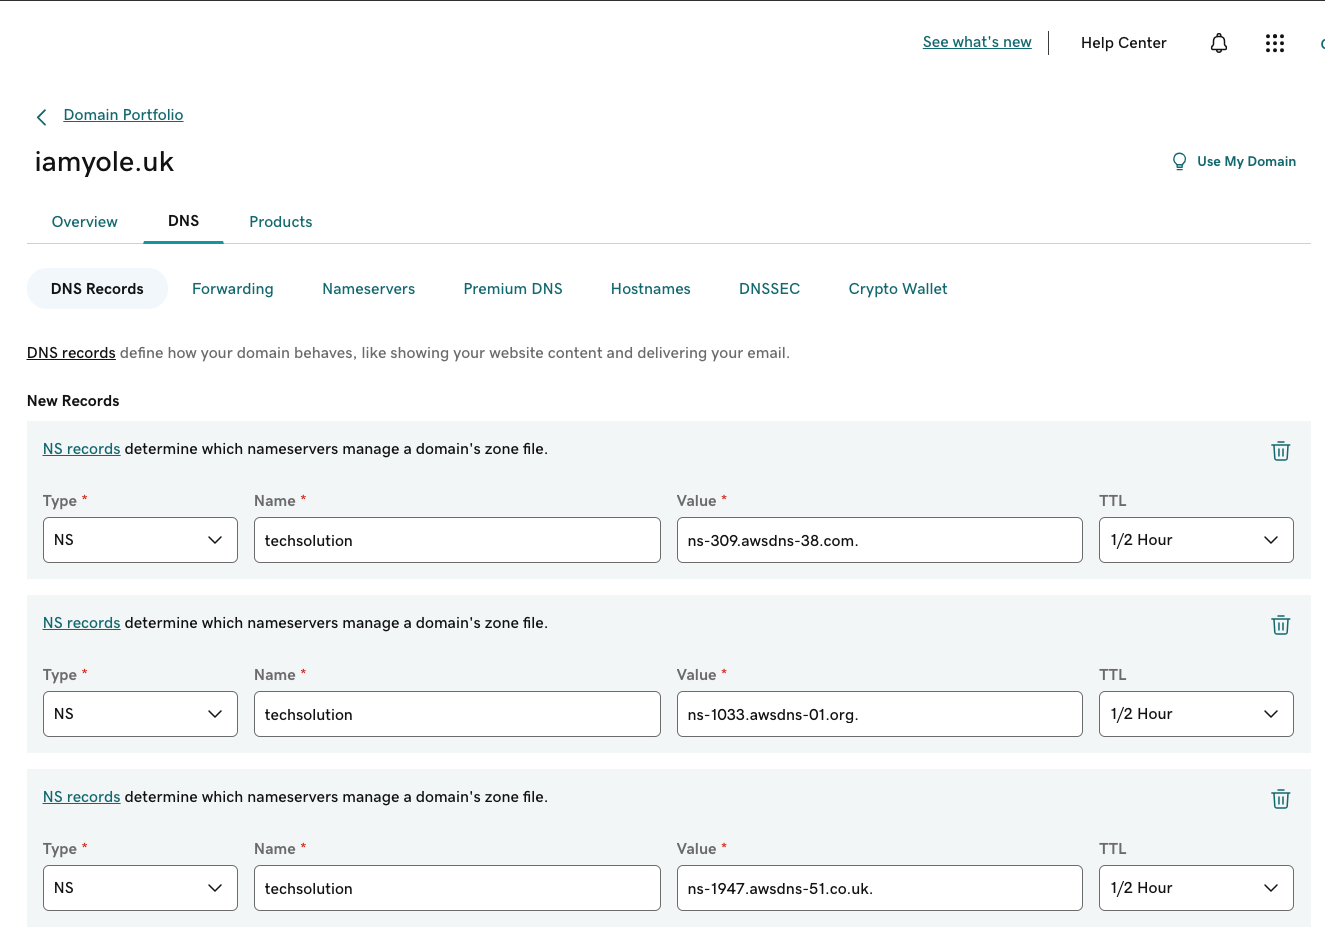 See what's new
Help Center
Domain Portfolio
iamyole.uk
Use My Domain
Overview DNS Products
DNS Records Forwarding Nameservers Premium DNS Hostnames DNSSEC Crypto Wallet
DNS records define how your domain behaves, like showing your website content and delivering your email.
New Records
NS records determine which nameservers manage a domain's zone file.
Type * Name * Value * TTL
NS techsolution ns-309.awsdns-38.com. 1/2 Hour
NS records determine which nameservers manage a domain's zone file.
Type * Name * Value * TTL
NS techsolution ns-1033.awsdns-01.org. 1/2 Hour
NS records determine which nameservers manage a domain's zone file.
Type * Name * Value * TTL
NS techsolution ns-1947.awsdns-51.co.uk. 1/2 Hour